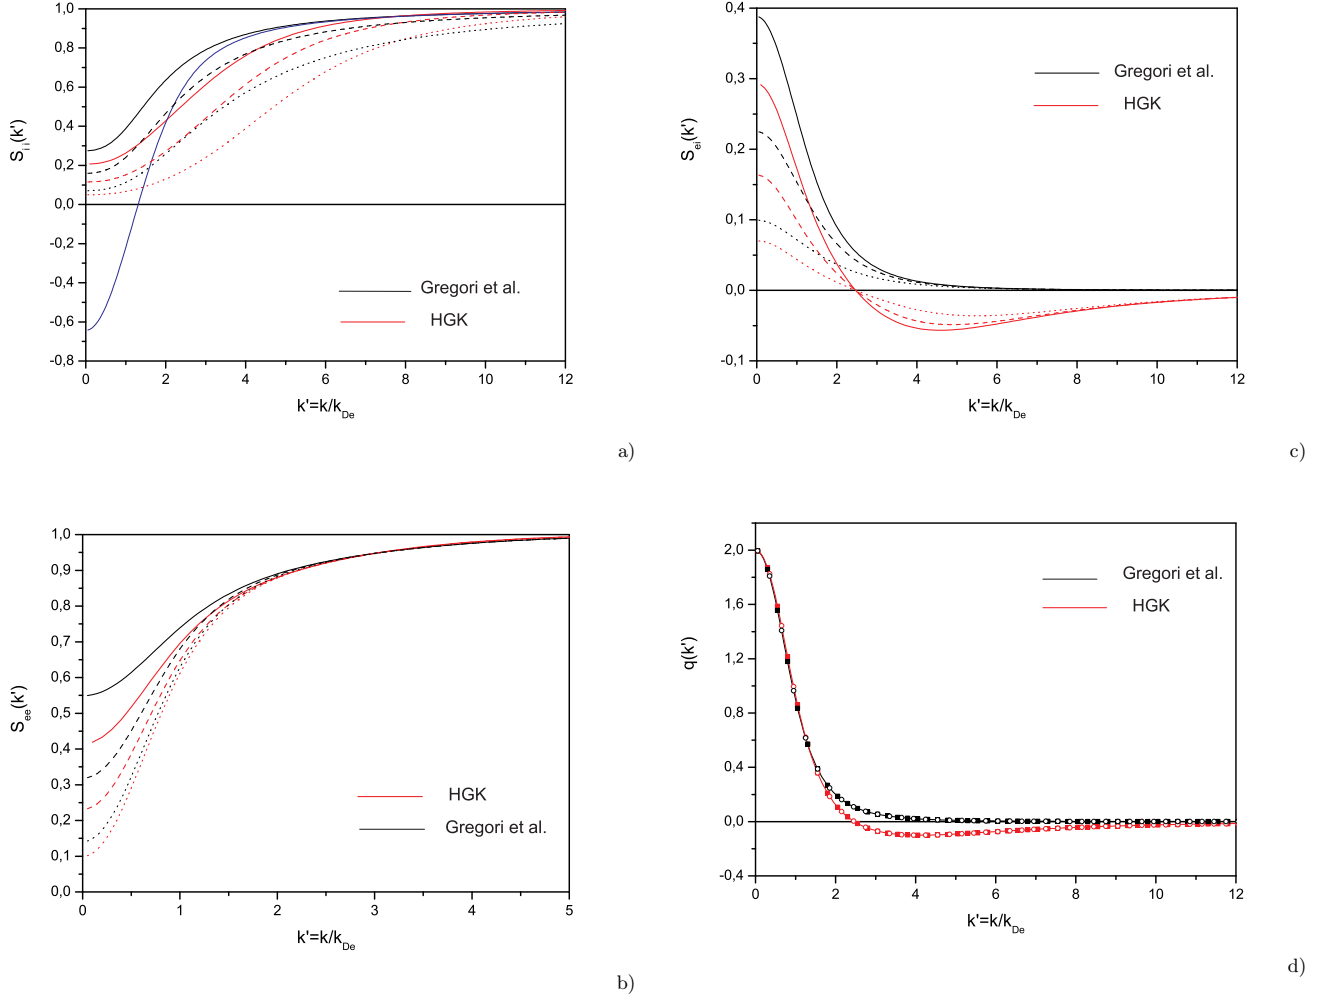 1,0
0,8
0,6
0,4
0,2
0,0
-0,2
-0,4
-0,6
-0,8
S_ii(k')
Gregori et al.
HGK
0 2 4 6 8 10 12
k'=k/k_De
a)
0,4
0,3
0,2
0,1
0,0
-0,1
S_ei(k')
Gregori et al.
HGK
0 2 4 6 8 10 12
k'=k/k_De
c)
1,0
0,9
0,8
0,7
0,6
0,5
0,4
0,3
0,2
0,1
0,0
S_ee(k')
HGK
Gregori et al.
0 1 2 3 4 5
k'=k/k_De
b)
2,0
1,6
1,2
0,8
0,4
0,0
-0,4
q(k')
Gregori et al.
HGK
0 2 4 6 8 10 12
k'=k/k_De
d)